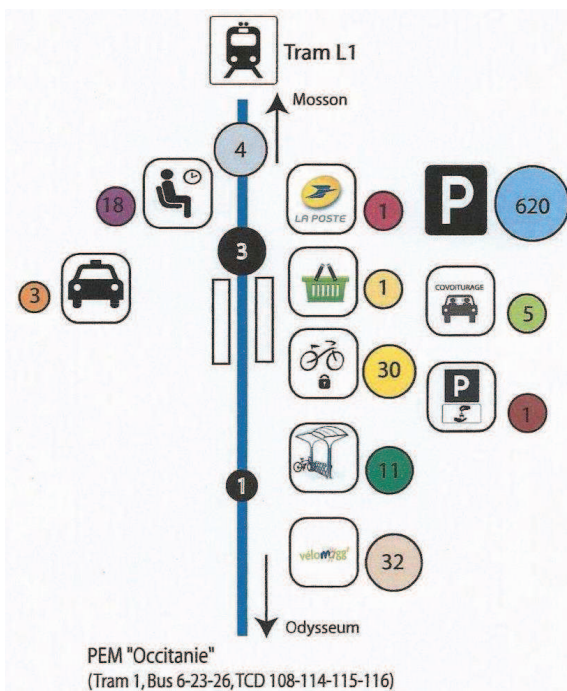 Tram L1
Mosson
4
18
LA POSTE
1
P
620
3
3
1
COVOITURAGE
5
30
P
1
1
11
vélomagg'
32
Odysseum
PEM "Occitanie"
(Tram 1, Bus 6-23-26, TCD 108-114-115-116)